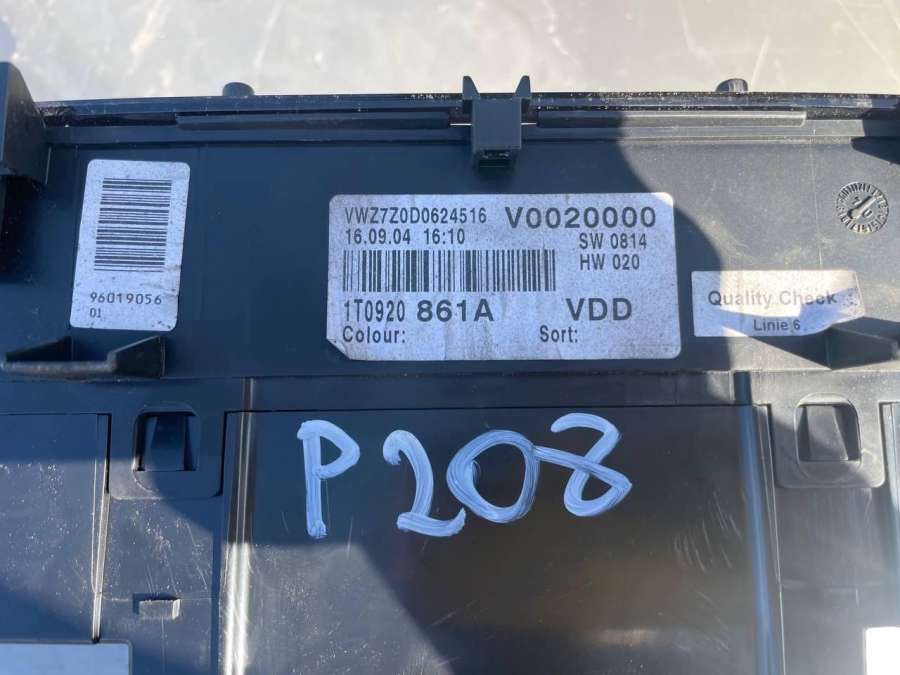 VWZ7Z0D0624516 V0020000
16.09.04 16:10 SW 0814
HW 020
1T0920 861A VDD
Colour: Sort:
96019056
01
Quality Check
Linie 6
P208